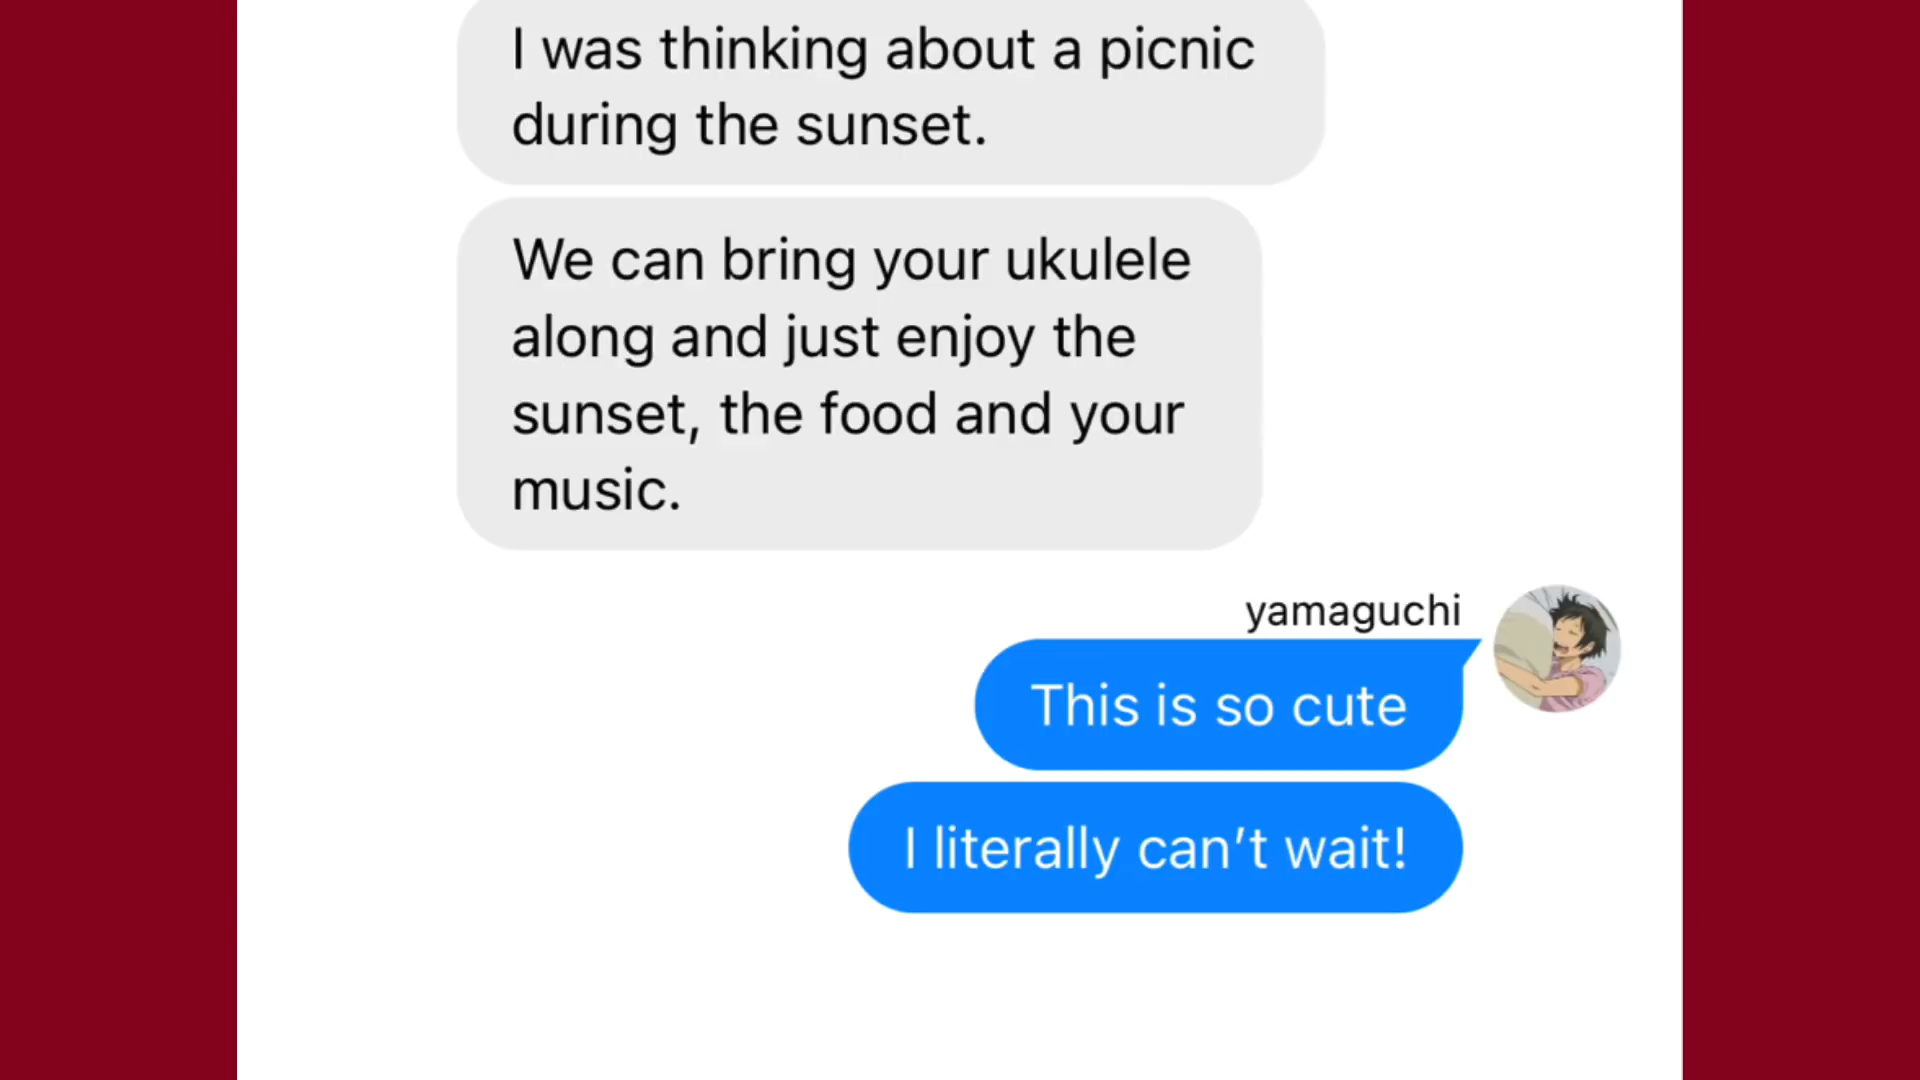 I was thinking about a picnic
during the sunset.
We can bring your ukulele
along and just enjoy the
sunset, the food and your
music.
yamaguchi
This is so cute
I literally can’t wait!